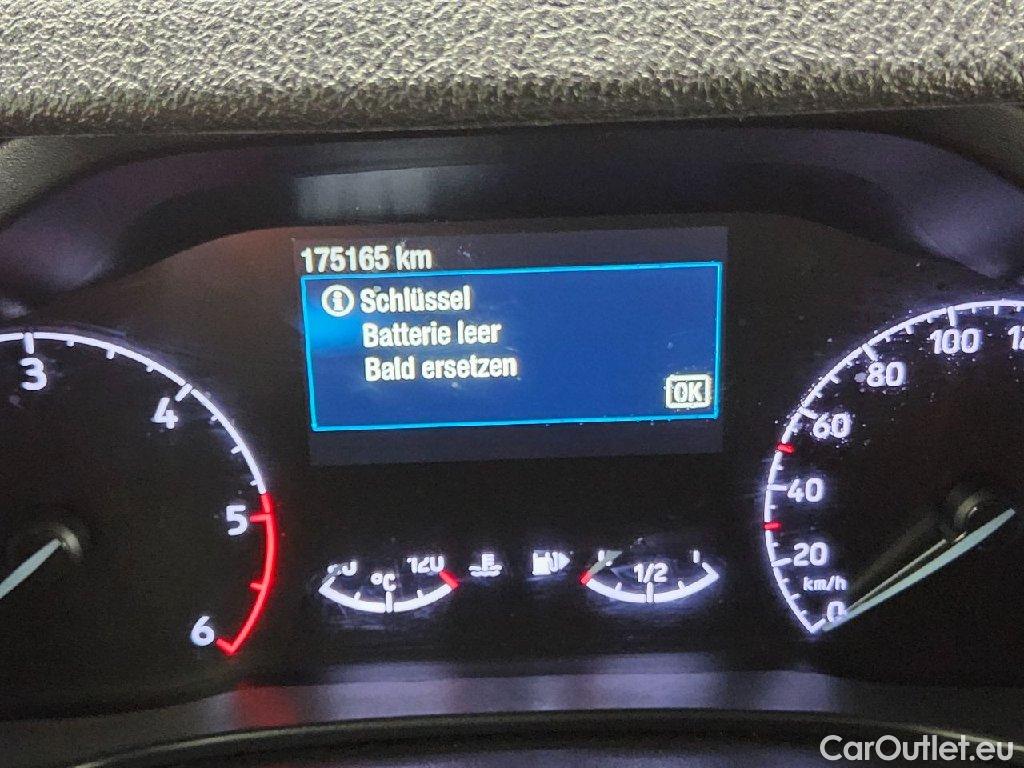 175165 km
Schlüssel
Batterie leer
Bald ersetzen
OK
3
4
5
6
120
°C
1/2
0
20
40
60
80
100
km/h
CarOutlet.eu